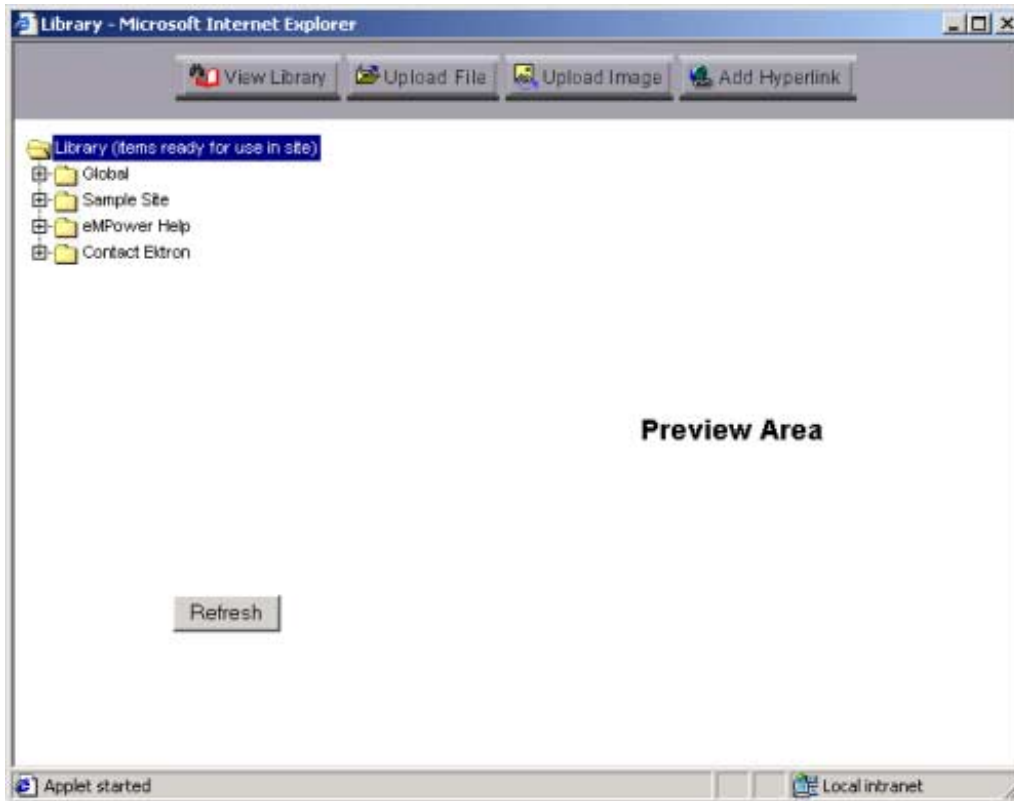 Library - Microsoft Internet Explorer
View Library Upload File Upload Image Add Hyperlink
Library (items ready for use in site)
Global
Sample Site
eMPower Help
Contact Ektron
Preview Area
Refresh
Applet started Local intranet